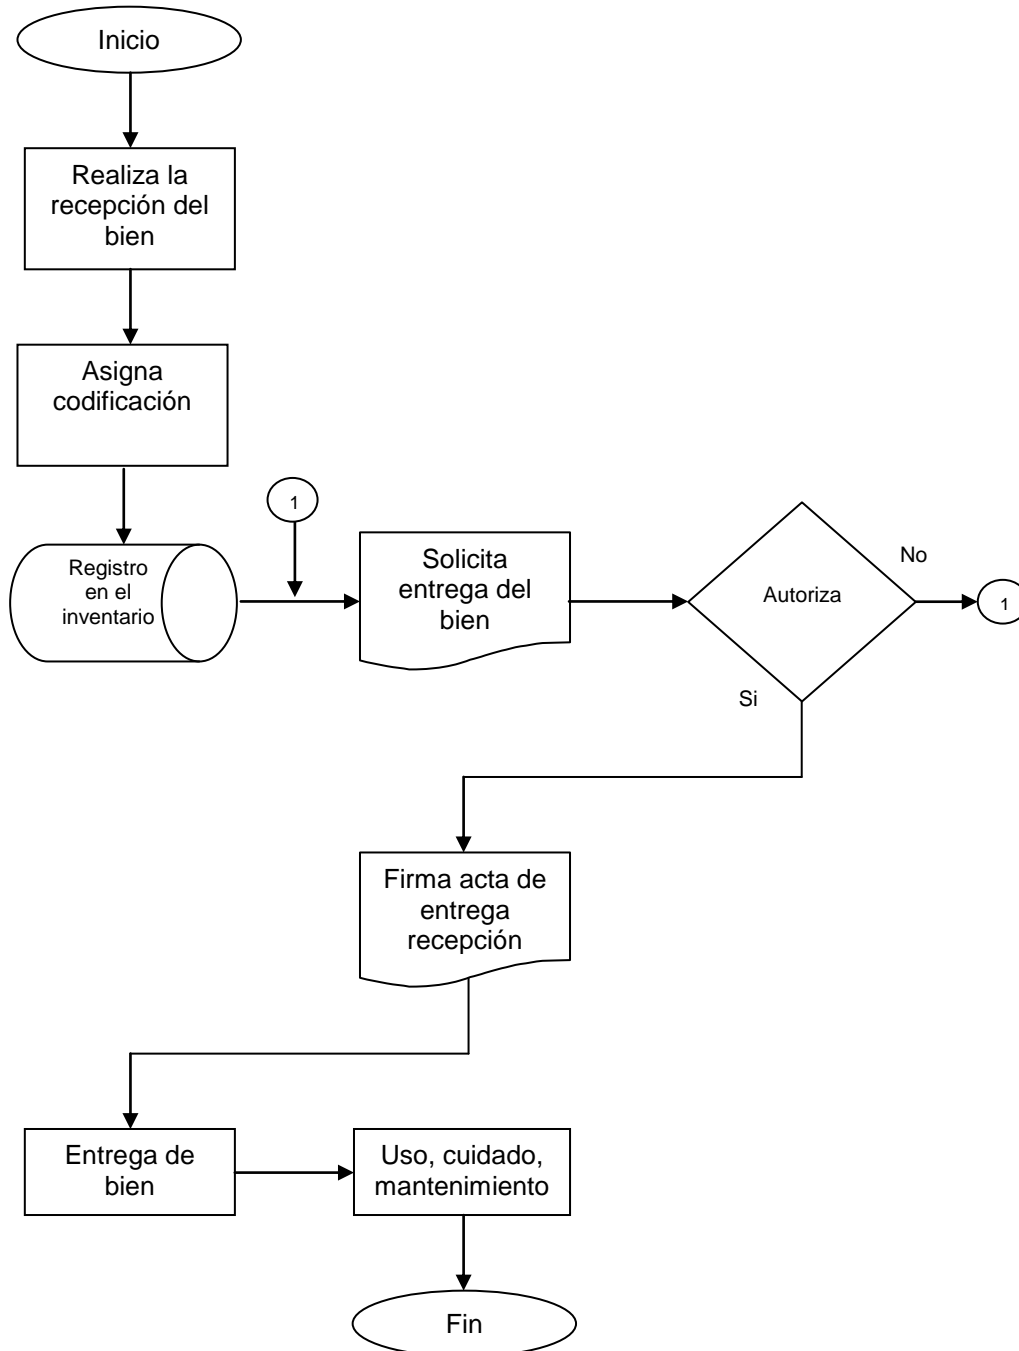 Inicio
Realiza la
recepción del
bien
Asigna
codificación
Registro
en el
inventario
1
Solicita
entrega del
bien
Autoriza
No
1
Si
Firma acta de
entrega
recepción
Entrega de
bien
Uso, cuidado,
mantenimiento
Fin